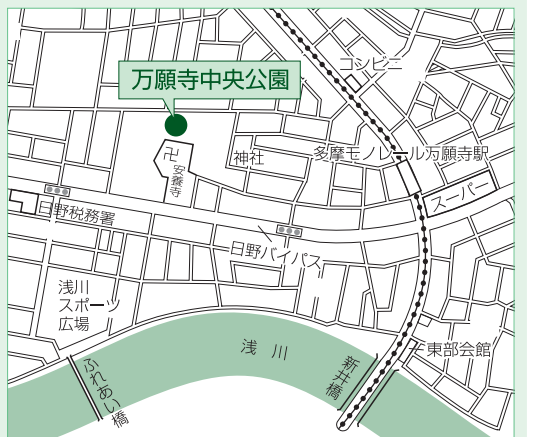 コンビニ
万願寺中央公園
神社
多摩モノレール万願寺駅
卍
安養寺
スーパー
日野税務署
日野バイパス
浅川
スポーツ
広場
浅川
東部会館
ふれあい橋
新井橋